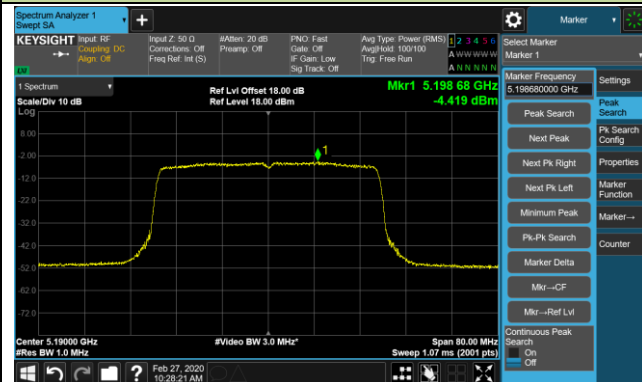 Spectrum Analyzer 1
Swept SA
+
Marker
KEYSIGHT
Input: RF
Coupling: DC
Align: Off
Input Z: 50 Ω
Corrections: Off
Freq Ref: Int (S)
#Atten: 20 dB
Preamp: Off
PNO: Fast
Gate: Off
IF Gain: Low
Sig Track: Off
Avg Type: Power (RMS)
Avg|Hold: 100/100
Trig: Free Run
1 2 3 4 5 6
A W W W W W
A N N N N N
LXI
Select Marker
Marker 1
1 Spectrum
Scale/Div 10 dB
Log
Ref Lvl Offset 18.00 dB
Ref Level 18.00 dBm
Mkr1 5.198 68 GHz
-4.419 dBm
1
8.00
-2.00
-12.0
-22.0
-32.0
-42.0
-52.0
-62.0
-72.0
Center 5.19000 GHz
#Res BW 1.0 MHz
#Video BW 3.0 MHz*
Span 80.00 MHz
Sweep 1.07 ms (2001 pts)
Marker Frequency
5.198680000 GHz
Peak Search
Next Peak
Next Pk Right
Next Pk Left
Minimum Peak
Pk-Pk Search
Marker Delta
Mkr→CF
Mkr→Ref Lvl
Continuous Peak
Search
On
Off
Settings
Peak
Search
Pk Search
Config
Properties
Marker
Function
Marker→
Counter
?
Feb 27, 2020
10:28:21 AM